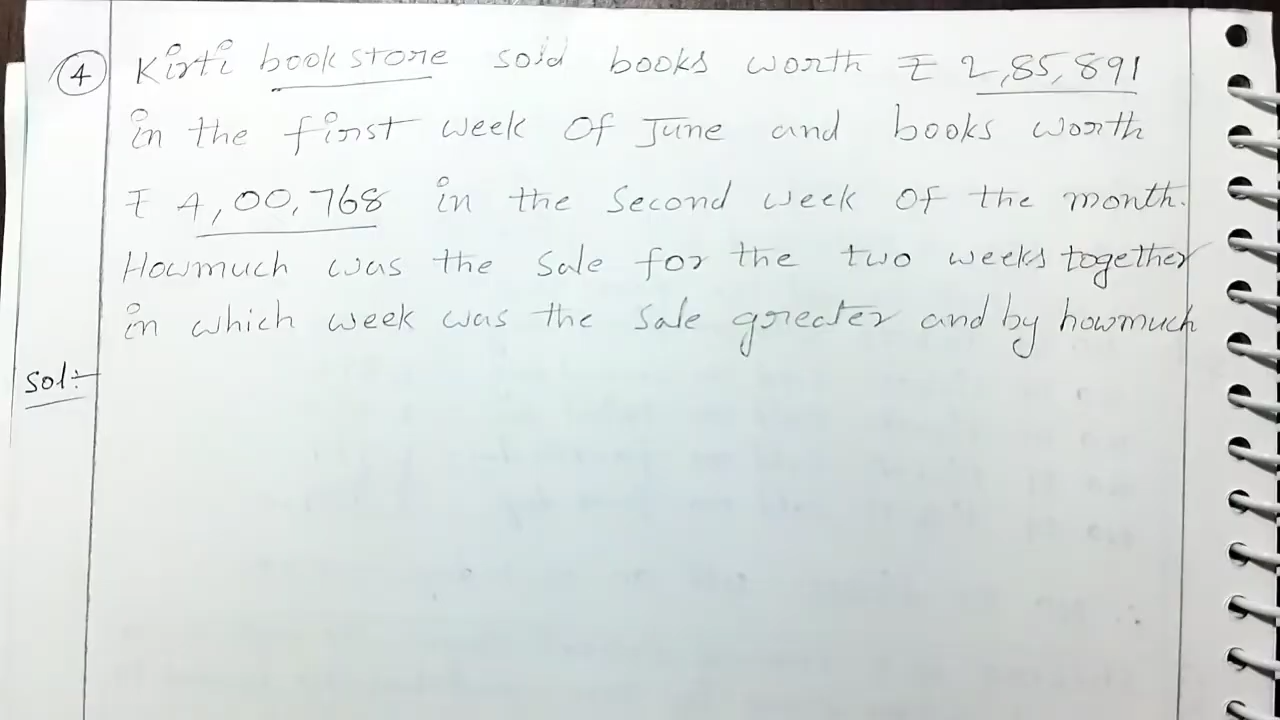 4 Kirti bookstore sold books worth ₹ 2,85,891
in the first week of June and books worth
₹ 4,00,768 in the second week of the month.
Howmuch was the sale for the two weeks together
in which week was the sale greater and by howmuch
Sol:-